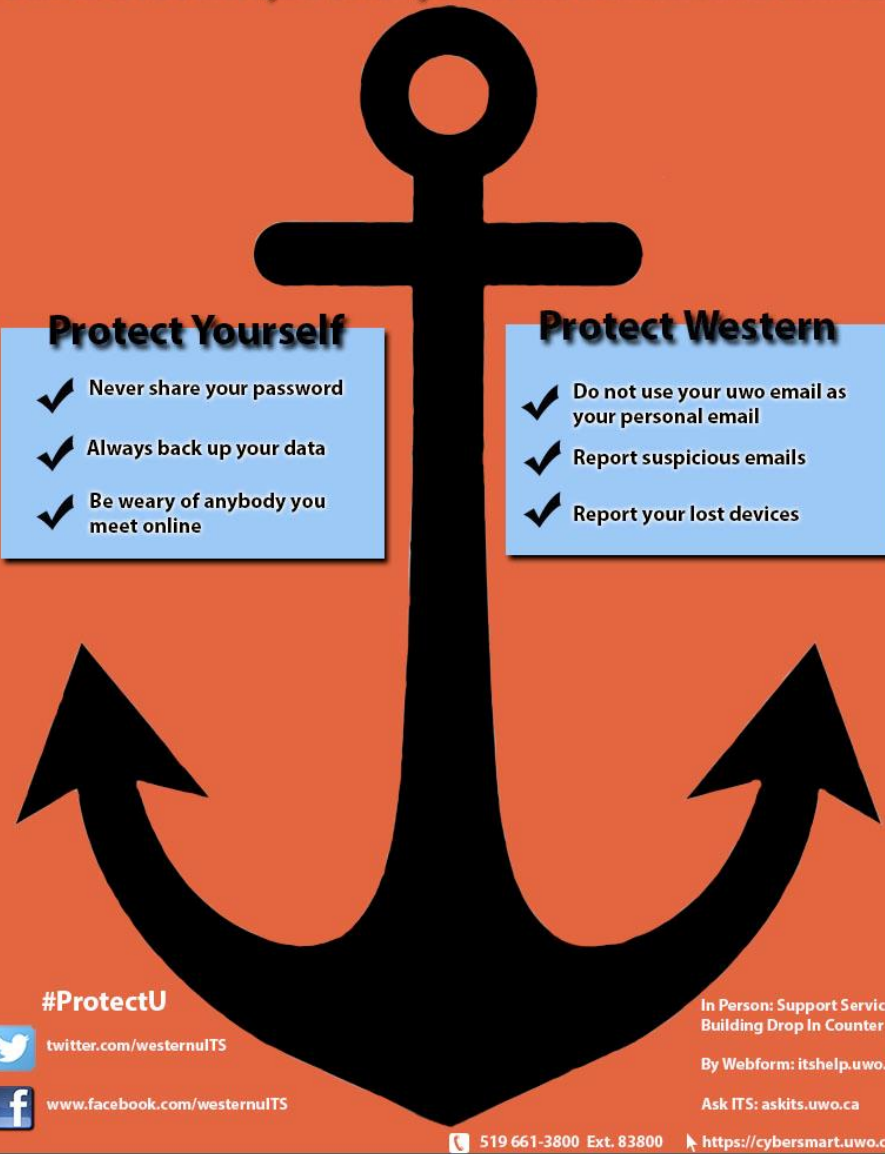 Protect Yourself
Never share your password
Always back up your data
Be weary of anybody you
meet online
Protect Western
Do not use your uwo email as
your personal email
Report suspicious emails
Report your lost devices
#ProtectU
twitter.com/westernuITS
www.facebook.com/westernuITS
In Person: Support Servic
Building Drop In Counter
By Webform: itshelp.uwo.
Ask ITS: askits.uwo.ca
519 661-3800 Ext. 83800
https://cybersmart.uwo.c